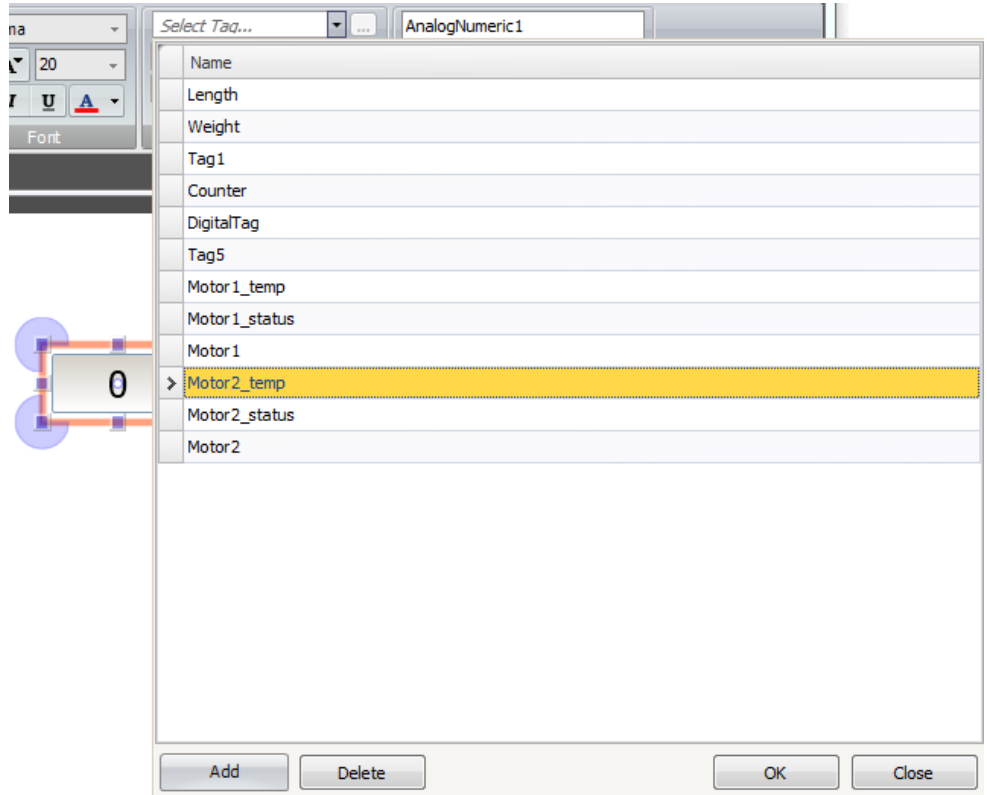 Select Tag... ... AnalogNumeric1
20
I U A
Font
Name
Length
Weight
Tag1
Counter
DigitalTag
Tag5
Motor1_temp
Motor1_status
Motor1
0
Motor2_temp
Motor2_status
Motor2
Add Delete OK Close